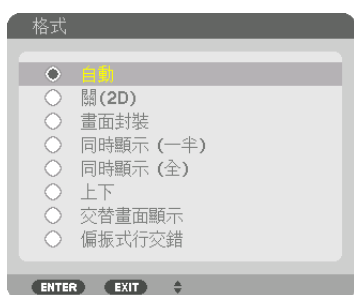 格式
自動
關(2D)
畫面封裝
同時顯示 (一半)
同時顯示 (全)
上下
交替畫面顯示
偏振式行交錯
ENTER EXIT